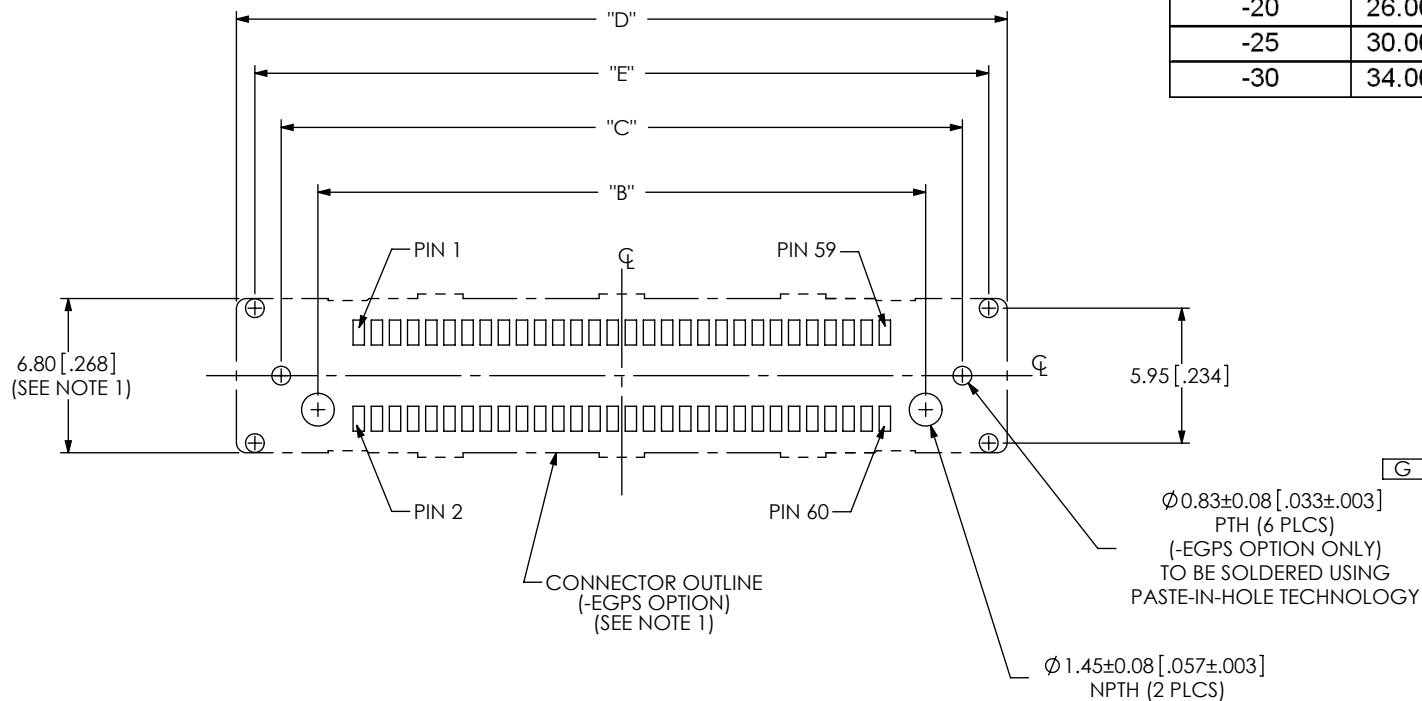 -20 26.0
-25 30.0
-30 34.0
"D"
"E"
"C"
"B"
PIN 1
PIN 59
℄
6.80 [.268]
(SEE NOTE 1)
℄
5.95 [.234]
PIN 2
PIN 60
G
Ø0.83±0.08 [.033±.003]
PTH (6 PLCS)
(-EGPS OPTION ONLY)
TO BE SOLDERED USING
PASTE-IN-HOLE TECHNOLOGY
CONNECTOR OUTLINE
(-EGPS OPTION)
(SEE NOTE 1)
Ø1.45±0.08 [.057±.003]
NPTH (2 PLCS)